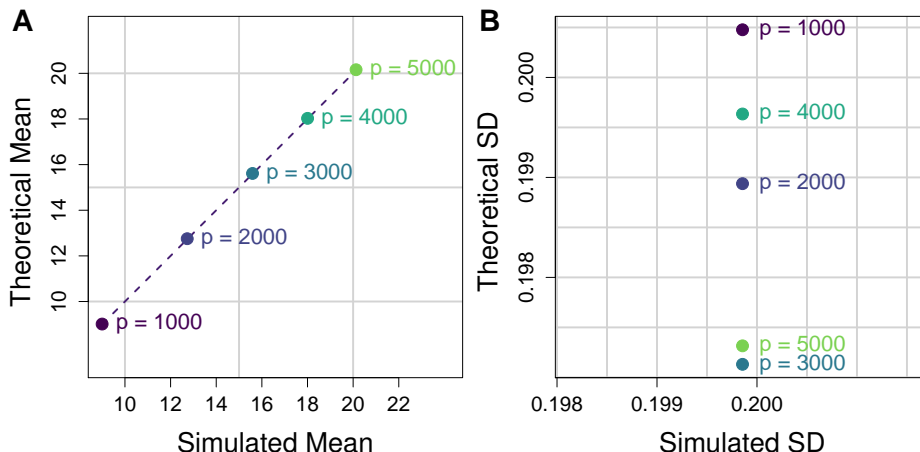 A
Theoretical Mean
20
18
16
14
12
10
p = 5000
p = 4000
p = 3000
p = 2000
p = 1000
10 12 14 16 18 20 22
Simulated Mean
B
Theoretical SD
0.200
0.199
0.198
p = 1000
p = 4000
p = 2000
p = 5000
p = 3000
0.198 0.199 0.200
Simulated SD